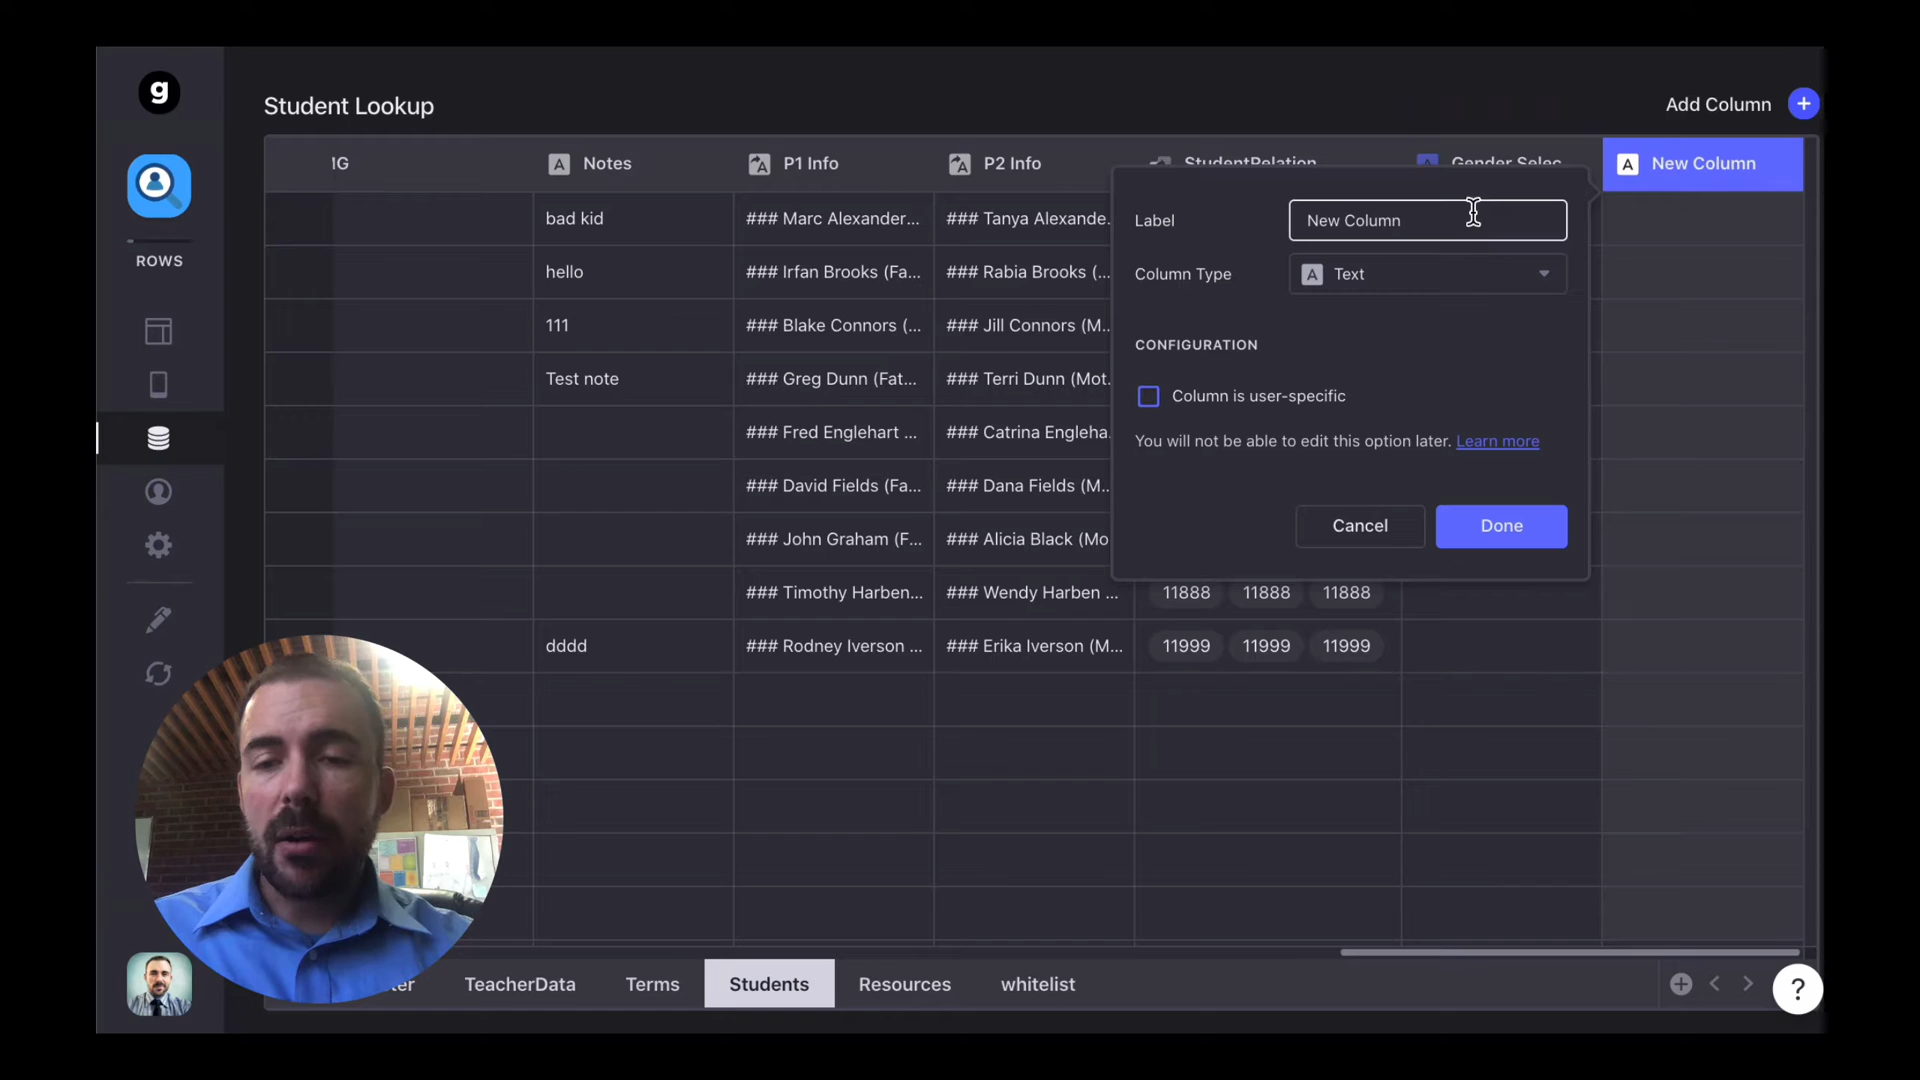 g
Student Lookup
Add Column
ROWS
IG
Notes
P1 Info
P2 Info
StudentRelation
Gender Selec
New Column
bad kid
### Marc Alexander...
### Tanya Alexande.
hello
### Irfan Brooks (Fa...
### Rabia Brooks (...
111
### Blake Connors (...
### Jill Connors (M...
Test note
### Greg Dunn (Fat...
### Terri Dunn (Mot.
### Fred Englehart ...
### Catrina Engleha.
### David Fields (Fa...
### Dana Fields (M...
### John Graham (F...
### Alicia Black (Mo
### Timothy Harben...
### Wendy Harben ...
11888 11888 11888
dddd
### Rodney Iverson ...
### Erika Iverson (M...
11999 11999 11999
Label
New Column
Column Type
A Text
CONFIGURATION
Column is user-specific
You will not be able to edit this option later. Learn more
Cancel
Done
ter
TeacherData
Terms
Students
Resources
whitelist
?